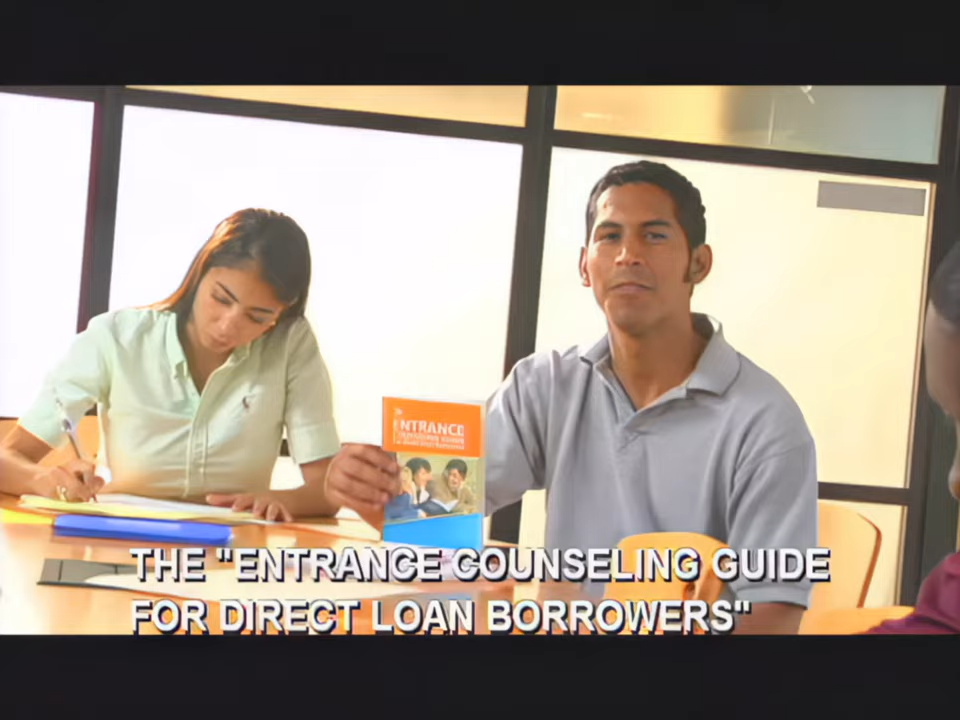 ENTRANCE
THE "ENTRANCE COUNSELING GUIDE
FOR DIRECT LOAN BORROWERS"